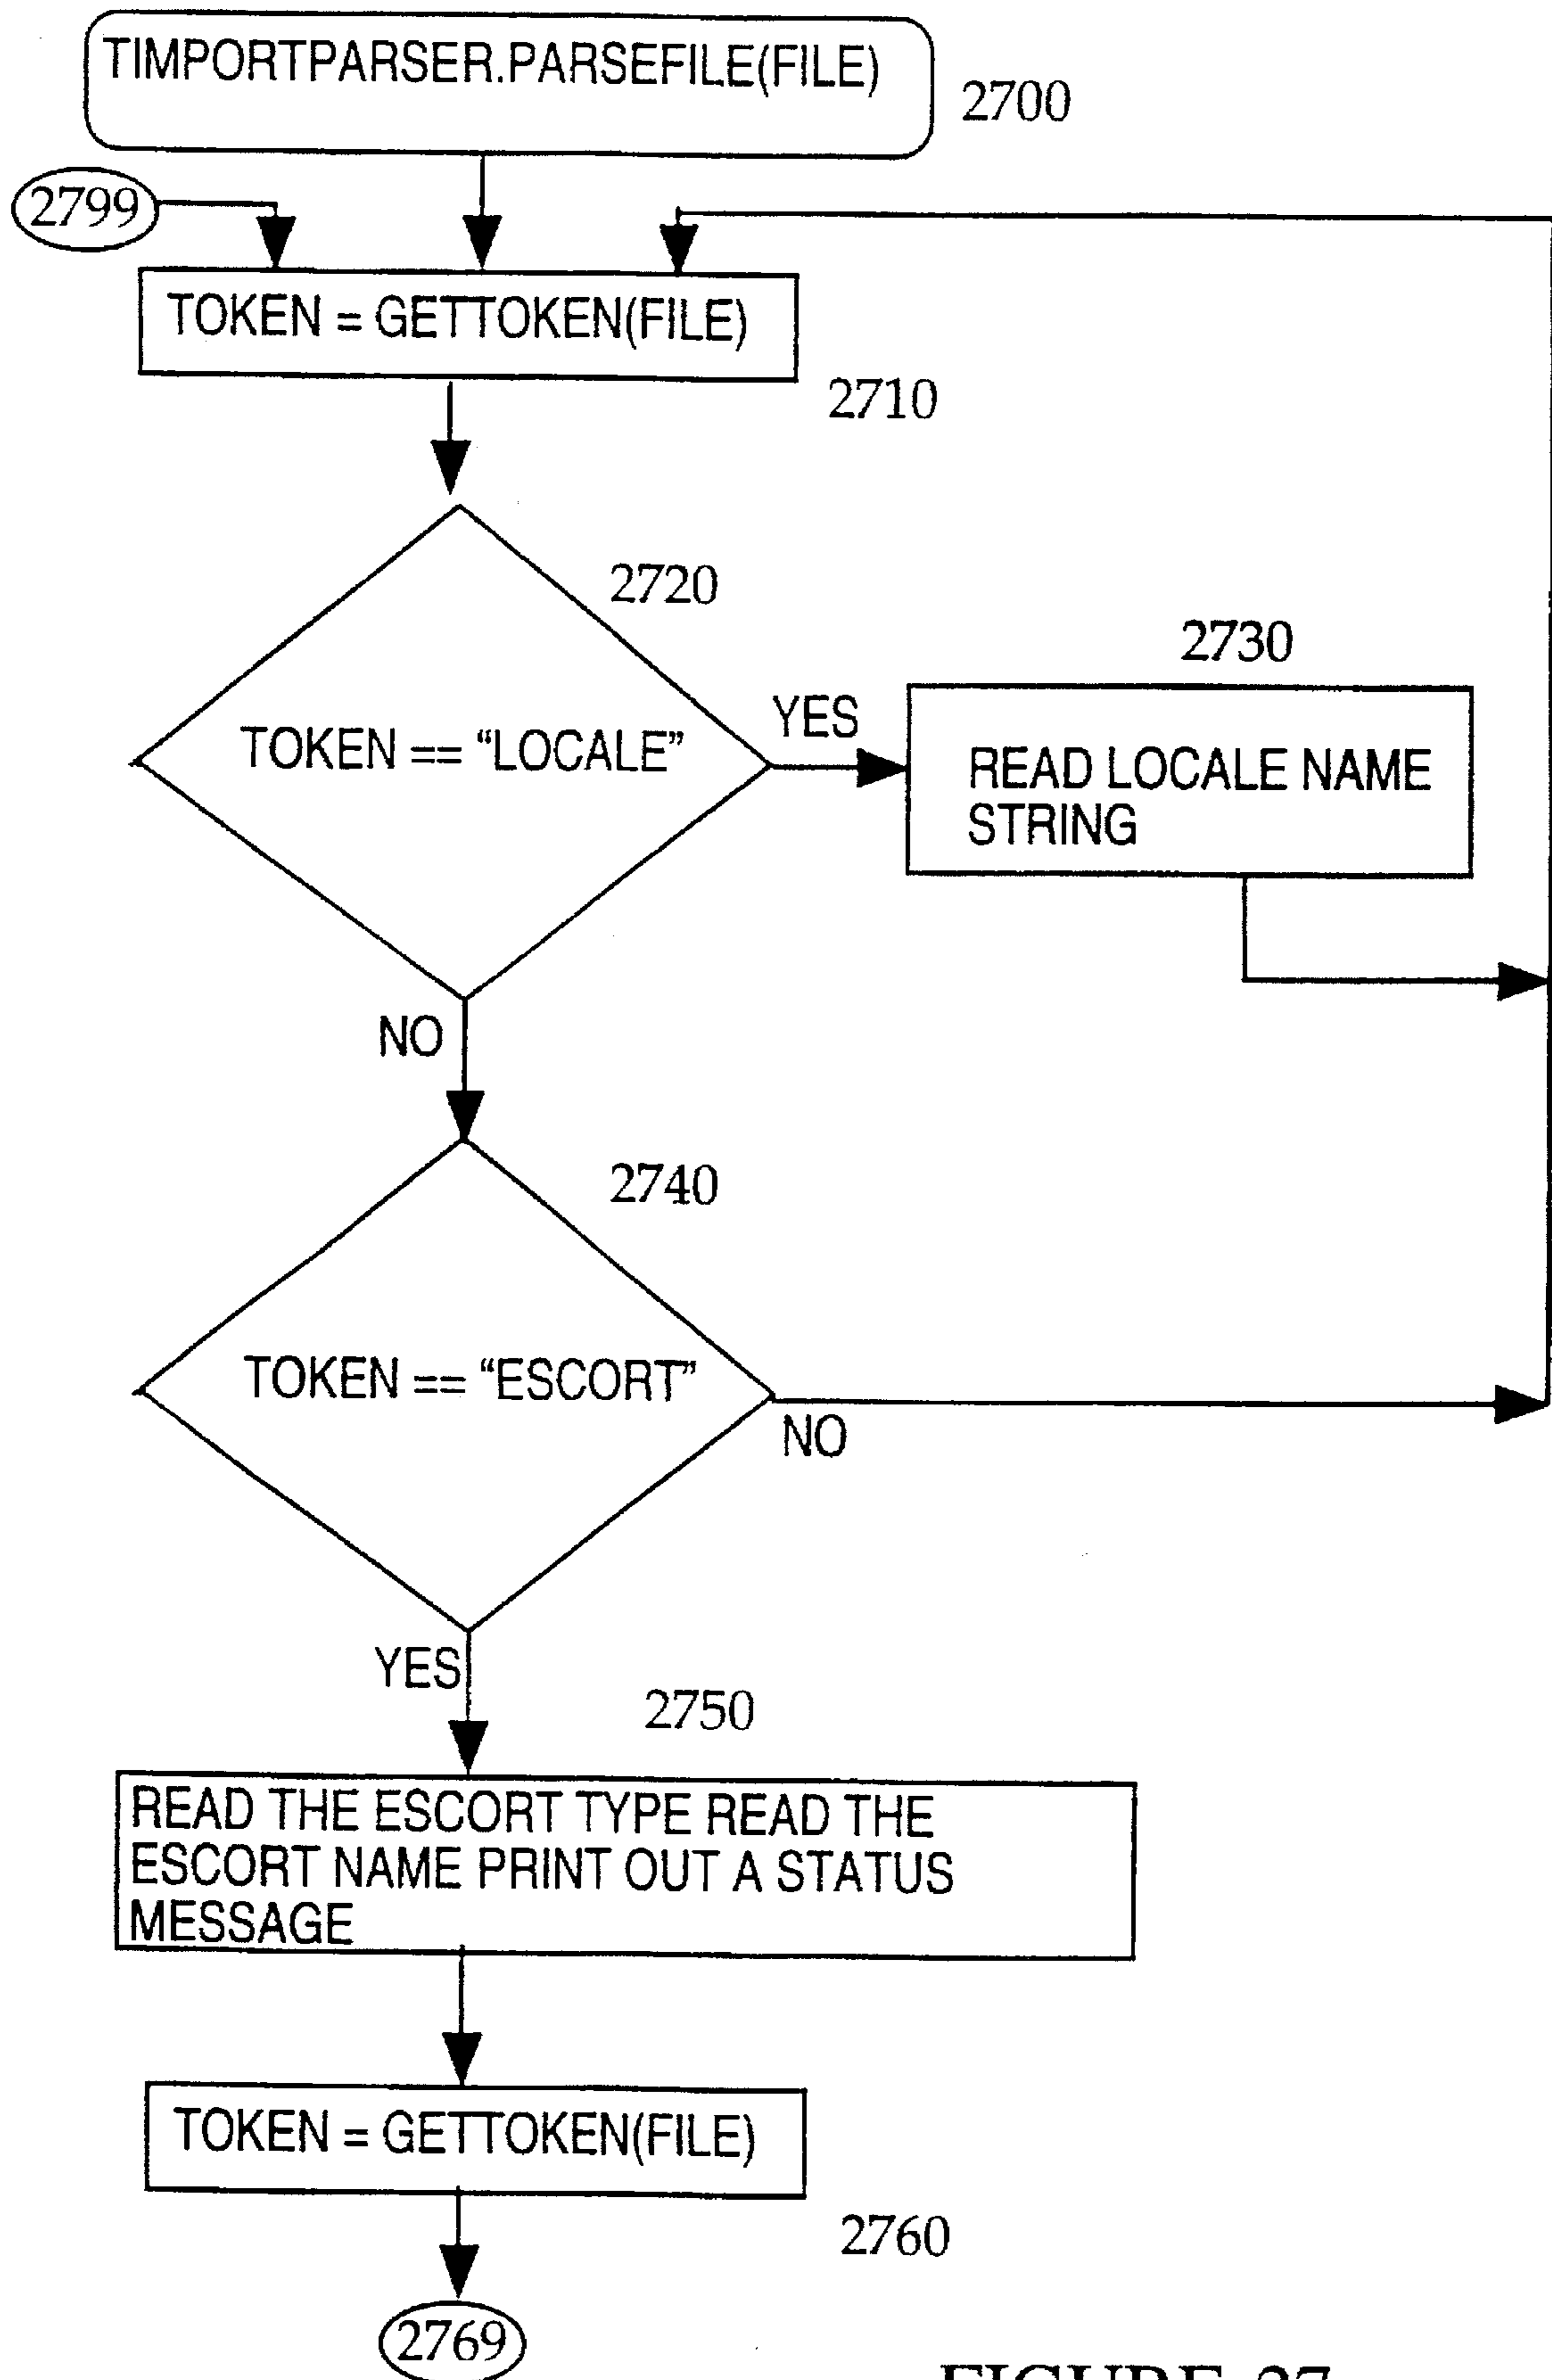 TIMPORTPARSER.PARSEFILE(FILE)
2700
2799
TOKEN = GETTOKEN(FILE)
2710
2720
2730
TOKEN == “LOCALE”
YES
READ LOCALE NAME
STRING
NO
2740
TOKEN == “ESCORT”
NO
YES
2750
READ THE ESCORT TYPE READ THE
ESCORT NAME PRINT OUT A STATUS
MESSAGE
TOKEN = GETTOKEN(FILE)
2760
2769
FIGURE 27